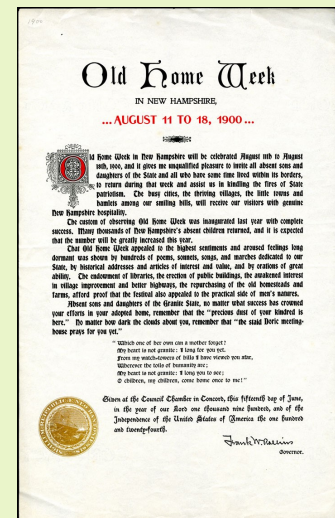 1900
Old Home Week
IN NEW HAMPSHIRE,
...AUGUST 11 TO 18, 1900...
Old Home Week in New Hampshire will be celebrated August 11th to August
18th, 1900, and it gives me unqualified pleasure to invite all absent sons and
daughters of the State and all who have some time lived within its borders,
to return during that week and assist us in kindling the fires of State
patriotism. The busy cities, the thriving villages, the little towns and
hamlets among our smiling hills, will receive our visitors with genuine
New Hampshire hospitality.
The custom of observing Old Home Week was inaugurated last year with complete
success. Many thousands of New Hampshire's absent children returned, and it is expected
that the number will be greatly increased this year.
That Old Home Week appealed to the highest sentiments and aroused feelings long
dormant was shown by hundreds of poems, sonnets, songs, and marches dedicated to our
State, by historical addresses and articles of interest and value, and by orations of great
ability. The endowment of libraries, the erection of public buildings, the awakened interest
in village improvement and better highways, the repurchasing of the old homesteads and
farms, afford proof that the festival also appealed to the practical side of men's natures.
Absent sons and daughters of the Granite State, no matter what success has crowned
your efforts in your adopted home, remember that the "precious dust of your kindred is
here." No matter how dark the clouds about you, remember that "the staid Doric meeting-
house prays for you yet."
"Which one of her own can a mother forget?
My heart is not granite: I long for you yet.
From my watch-towers of hills I have viewed you afar,
Wherever the toils of humanity are;
My heart is not granite: I long you to see;
O children, my children, come home once to me!"
Given at the Council Chamber in Concord, this fifteenth day of June,
in the year of our Lord one thousand nine hundred, and of the
Independence of the United States of America the one hundred
and twenty-fourth.
Frank W. Rollins
Governor.